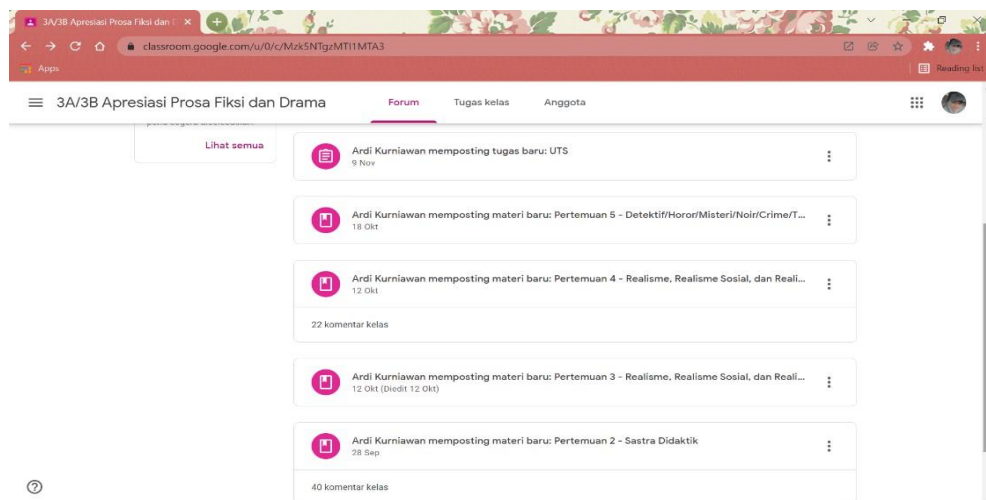 3A/3B Apresiasi Prosa Fiksi dan
classroom.google.com/u/0/c/Mzk5NTgzMTI1MTA3
Apps
Reading list
3A/3B Apresiasi Prosa Fiksi dan Drama
Forum
Tugas kelas
Anggota
Lihat semua
Ardi Kurniawan memposting tugas baru: UTS
9 Nov
Ardi Kurniawan memposting materi baru: Pertemuan 5 - Detektif/Horor/Misteri/Noir/Crime/T...
18 Okt
Ardi Kurniawan memposting materi baru: Pertemuan 4 - Realisme, Realisme Sosial, dan Reali...
12 Okt
22 komentar kelas
Ardi Kurniawan memposting materi baru: Pertemuan 3 - Realisme, Realisme Sosial, dan Reali...
12 Okt (Diedit 12 Okt)
Ardi Kurniawan memposting materi baru: Pertemuan 2 - Sastra Didaktik
28 Sep
40 komentar kelas